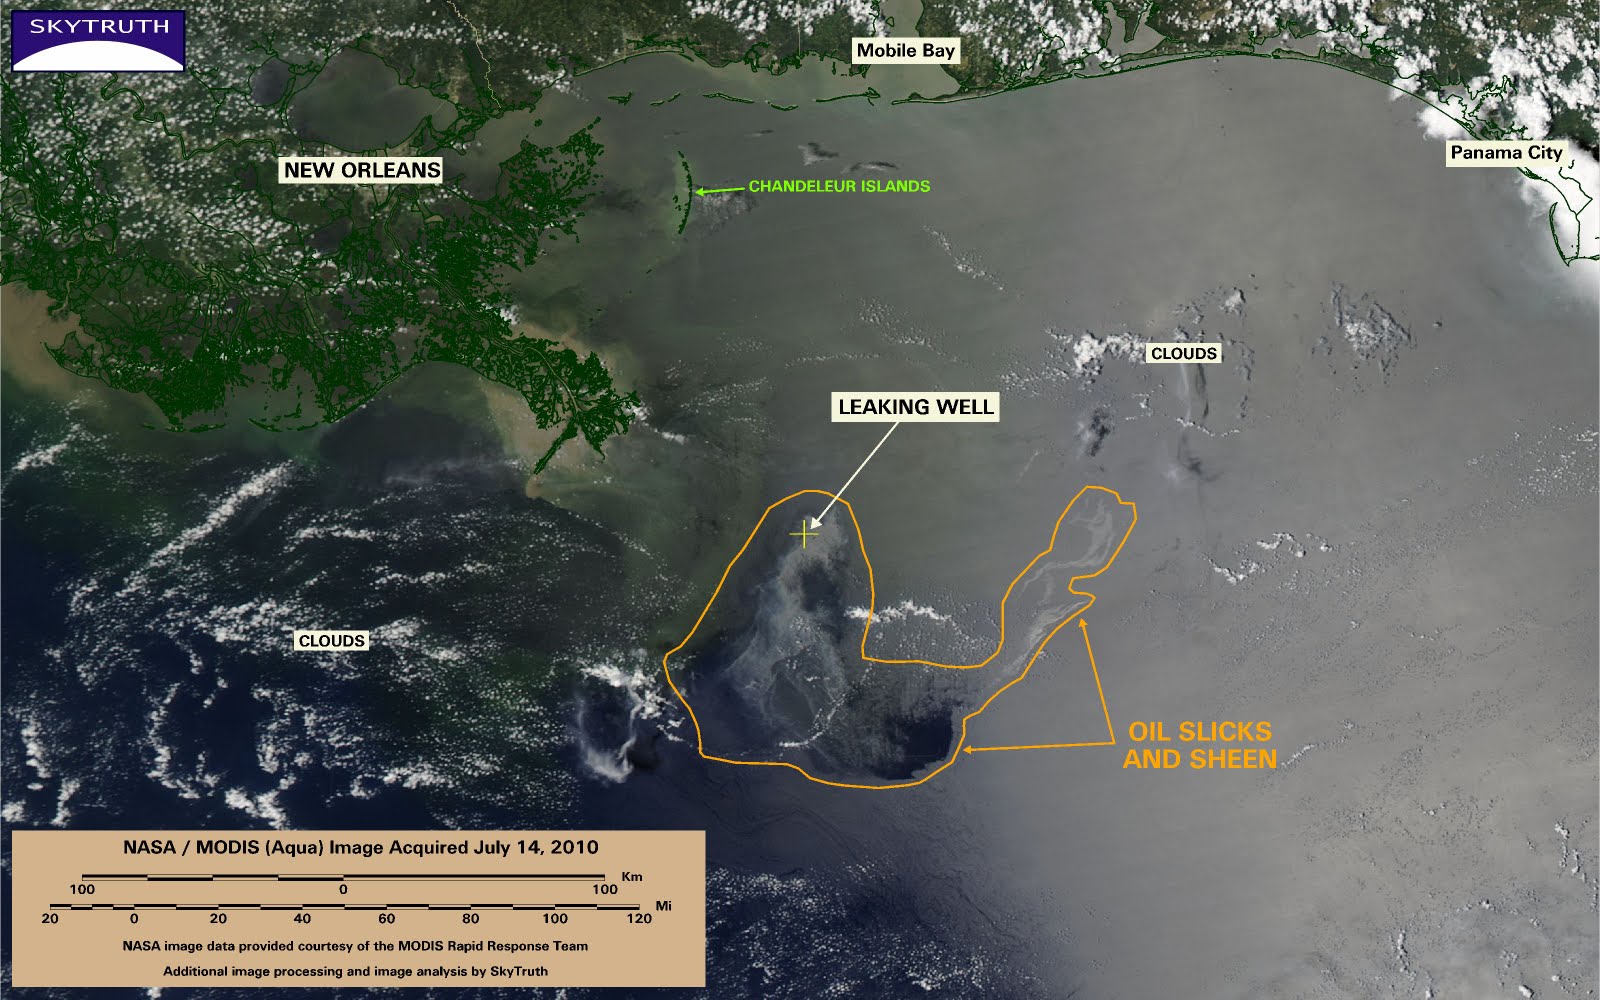 SKYTRUTH
Mobile Bay
Panama City
NEW ORLEANS
CHANDELEUR ISLANDS
CLOUDS
LEAKING WELL
CLOUDS
OIL SLICKS
AND SHEEN
NASA / MODIS (Aqua) Image Acquired July 14, 2010
Km
100 0 100
Mi
20 0 20 40 60 80 100 120
NASA image data provided courtesy of the MODIS Rapid Response Team
Additional image processing and image analysis by SkyTruth